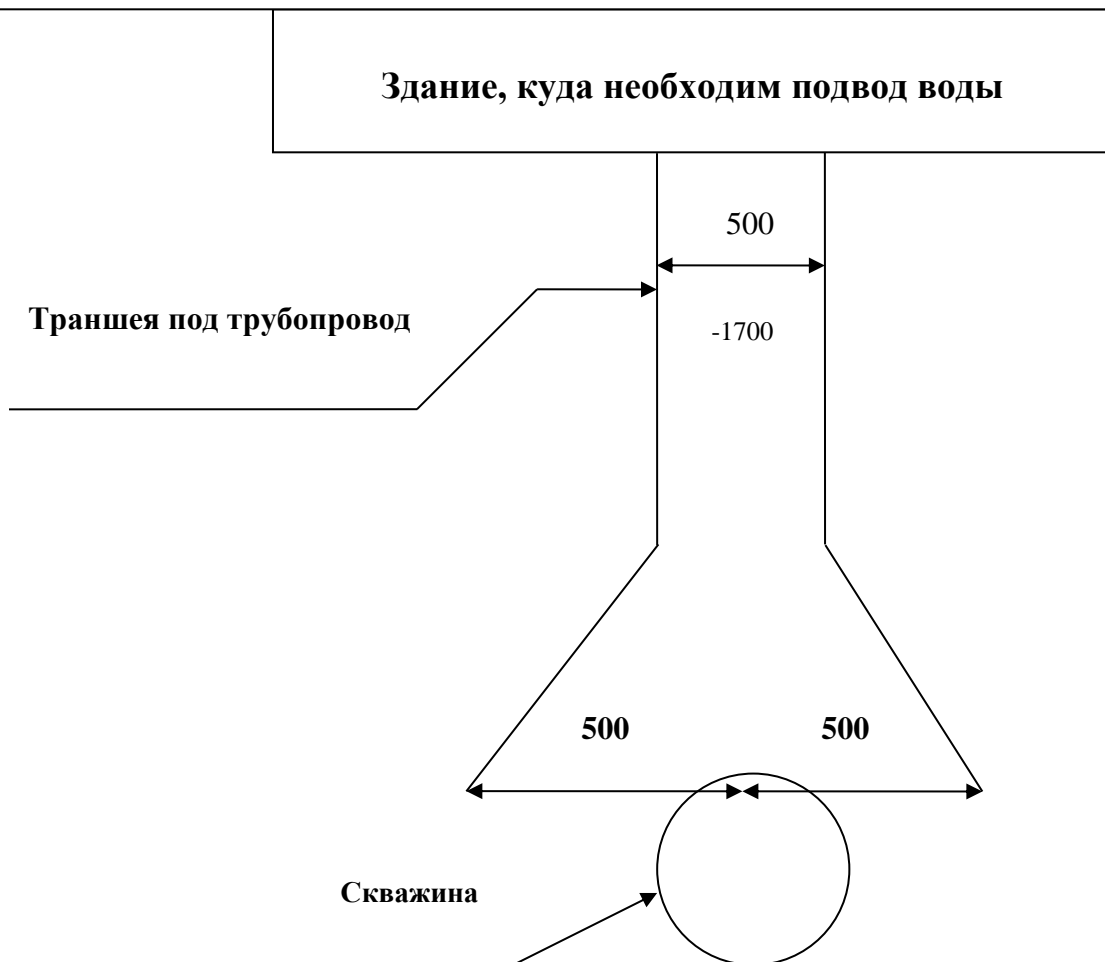 Здание, куда необходим подвод воды
500
Траншея под трубопровод
-1700
500 500
Скважина